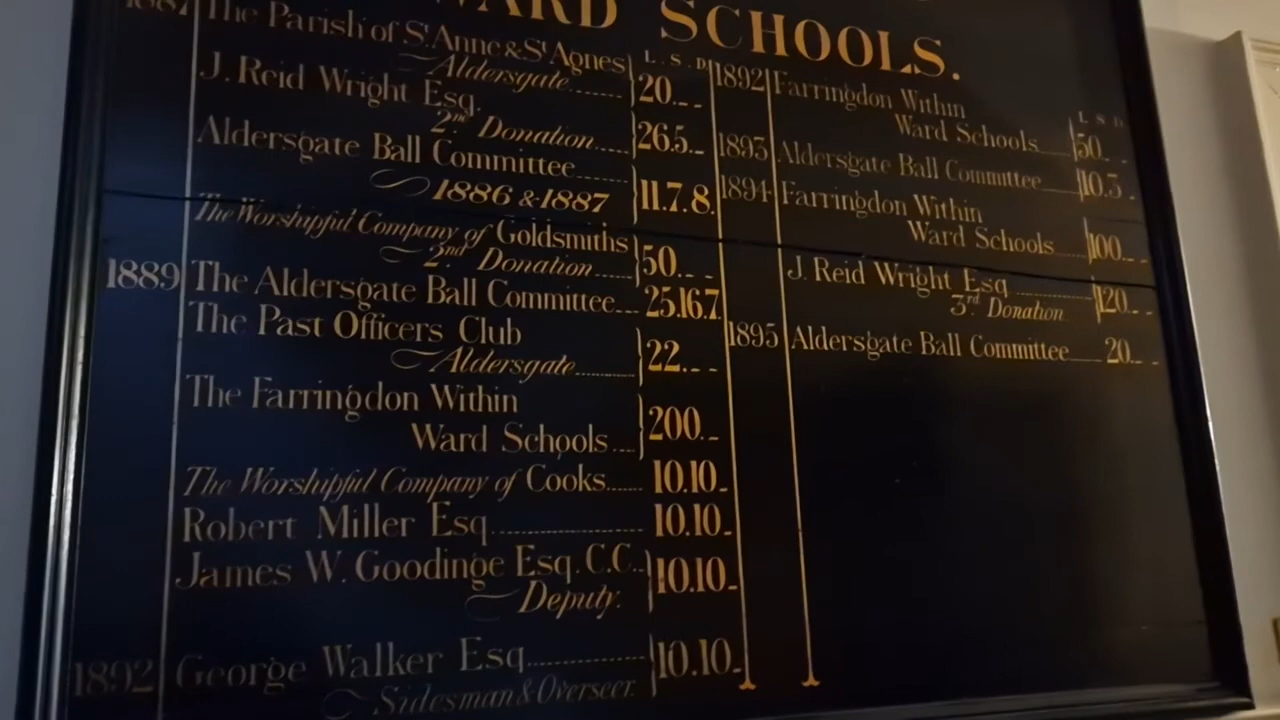 WARD SCHOOLS.
1887 The Parish of St. Anne & St. Agnes
Aldersgate
L. S. D
20. - -
J. Reid Wright Esq.
2nd Donation
26.5. -
Aldersgate Ball Committee
1886 & 1887
11.7.8.
The Worshipful Company of Goldsmiths
2nd Donation
50. - -
1889 The Aldersgate Ball Committee 25.16.7.
The Past Officers Club
Aldersgate
22. - -
The Farringdon Within
Ward Schools
200. -
The Worshipful Company of Cooks 10.10 -
Robert Miller Esq. 10.10 -
James W. Goodinge Esq. C.C.
Deputy.
10.10. -
1892 George Walker Esq.
Sidesman & Overseer.
10.10. -
1892 Farringdon Within
Ward Schools
L S D
50. - -
1893 Aldersgate Ball Committee 10.5. -
1894 Farringdon Within
Ward Schools
100. - -
J. Reid Wright Esq
3rd Donation
20. - -
1895 Aldersgate Ball Committee 20. - -